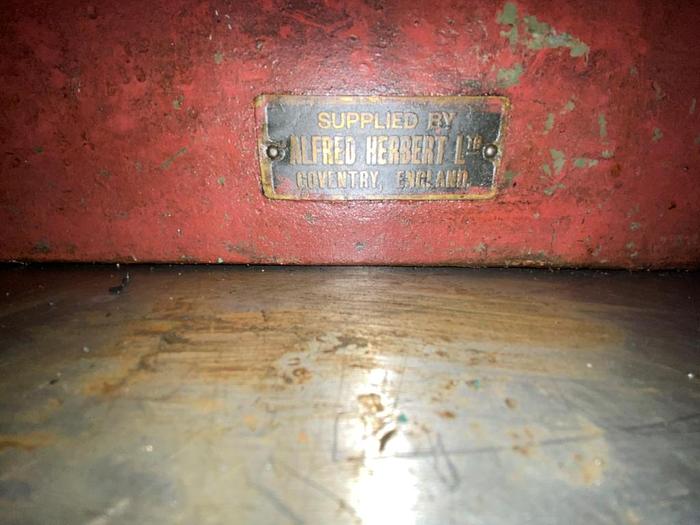 SUPPLIED BY
ALFRED HERBERT LTD
COVENTRY, ENGLAND.